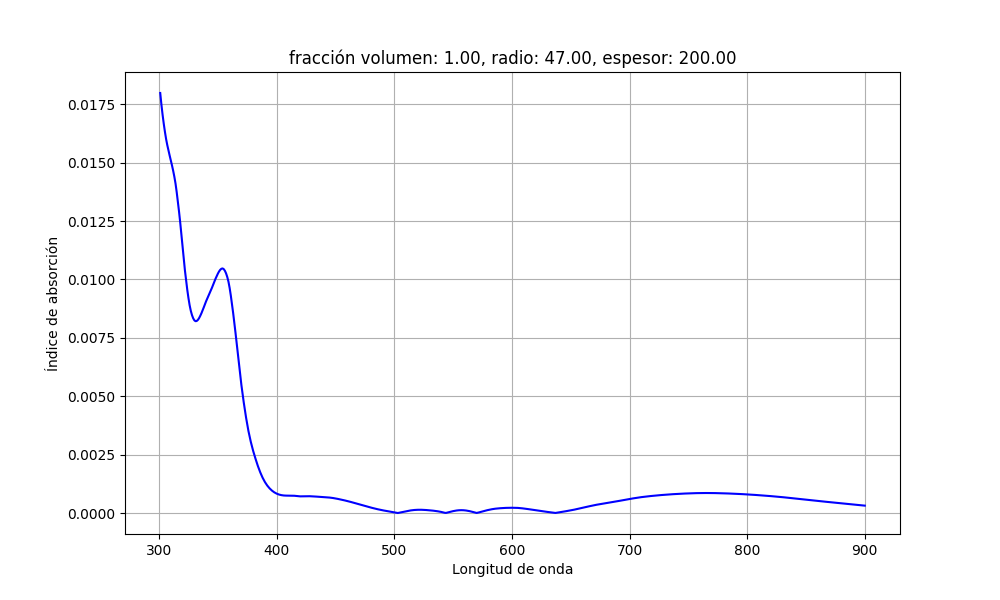 fracción volumen: 1.00, radio: 47.00, espesor: 200.00
Índice de absorción
0.0175
0.0150
0.0125
0.0100
0.0075
0.0050
0.0025
0.0000
300 400 500 600 700 800 900
Longitud de onda